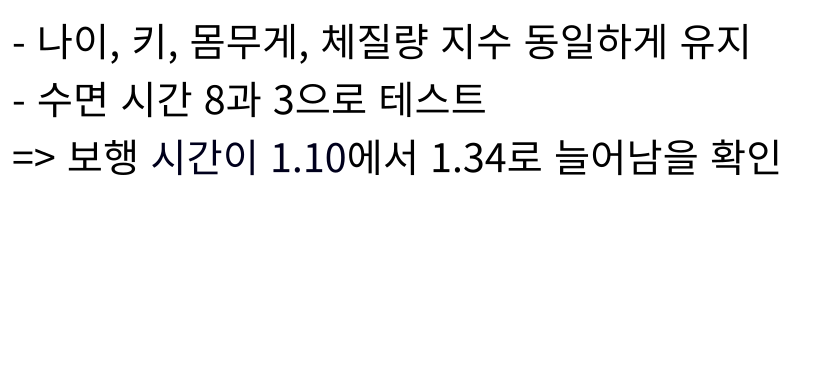 - 나이, 키, 몸무게, 체질량 지수 동일하게 유지
- 수면 시간 8과 3으로 테스트
=> 보행 시간이 1.10에서 1.34로 늘어남을 확인